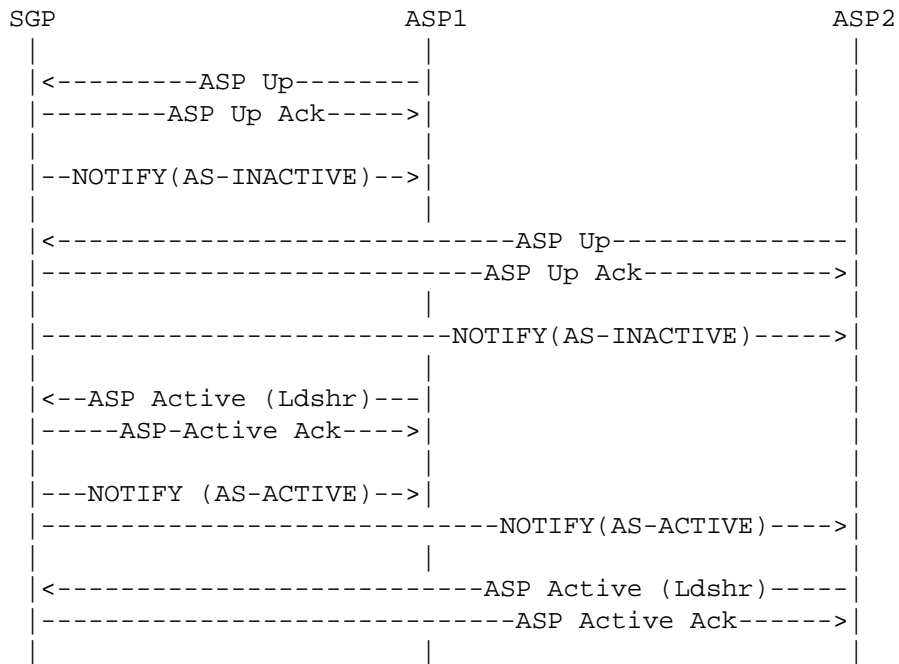 SGP ASP1 ASP2
<---------ASP Up--------
--------ASP Up Ack----->
--NOTIFY(AS-INACTIVE)-->
<-----------------------------ASP Up---------------
----------------------------ASP Up Ack------------>
--------------------------NOTIFY(AS-INACTIVE)----->
<--ASP Active (Ldshr)---
-----ASP-Active Ack---->
---NOTIFY (AS-ACTIVE)-->
-----------------------------NOTIFY(AS-ACTIVE)---->
<---------------------------ASP Active (Ldshr)-----
------------------------------ASP Active Ack------>